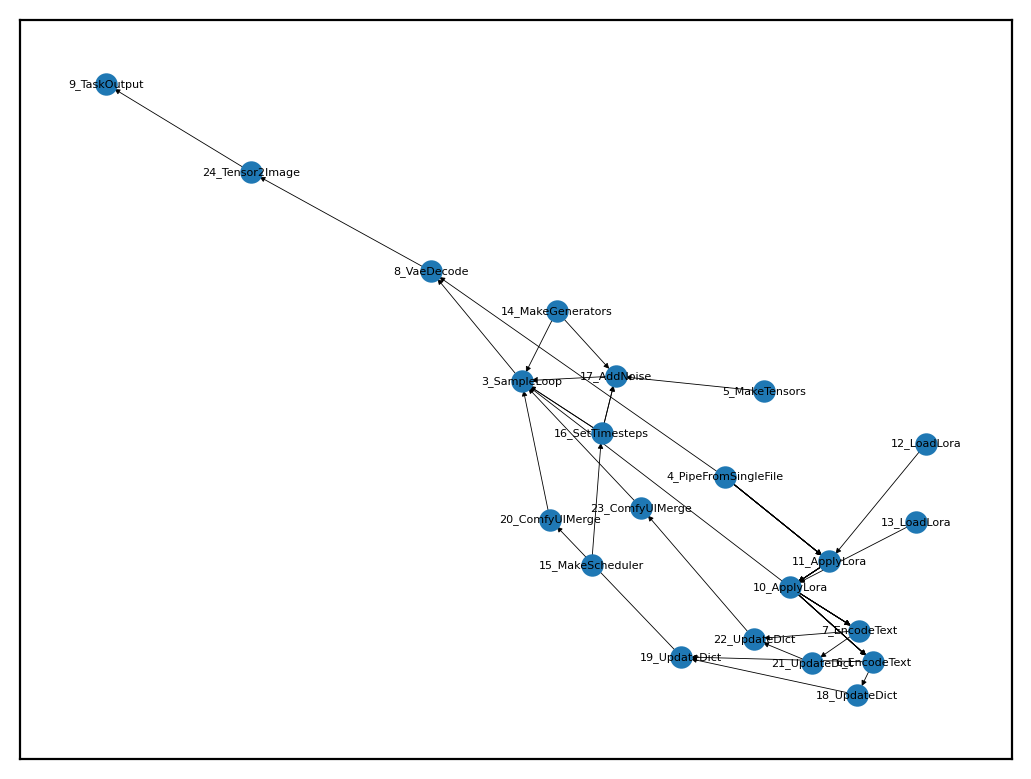 9_TaskOutput
24_Tensor2Image
8_VaeDecode
14_MakeGenerators
17_AddNoise
3_SampleLoop
5_MakeTensors
16_SetTimesteps
12_LoadLora
4_PipeFromSingleFile
23_ComfyUIMerge
20_ComfyUIMerge
13_LoadLora
11_ApplyLora
15_MakeScheduler
10_ApplyLora
7_EncodeText
22_UpdateDict
19_UpdateDict
21_UpdateDict
6_EncodeText
18_UpdateDict